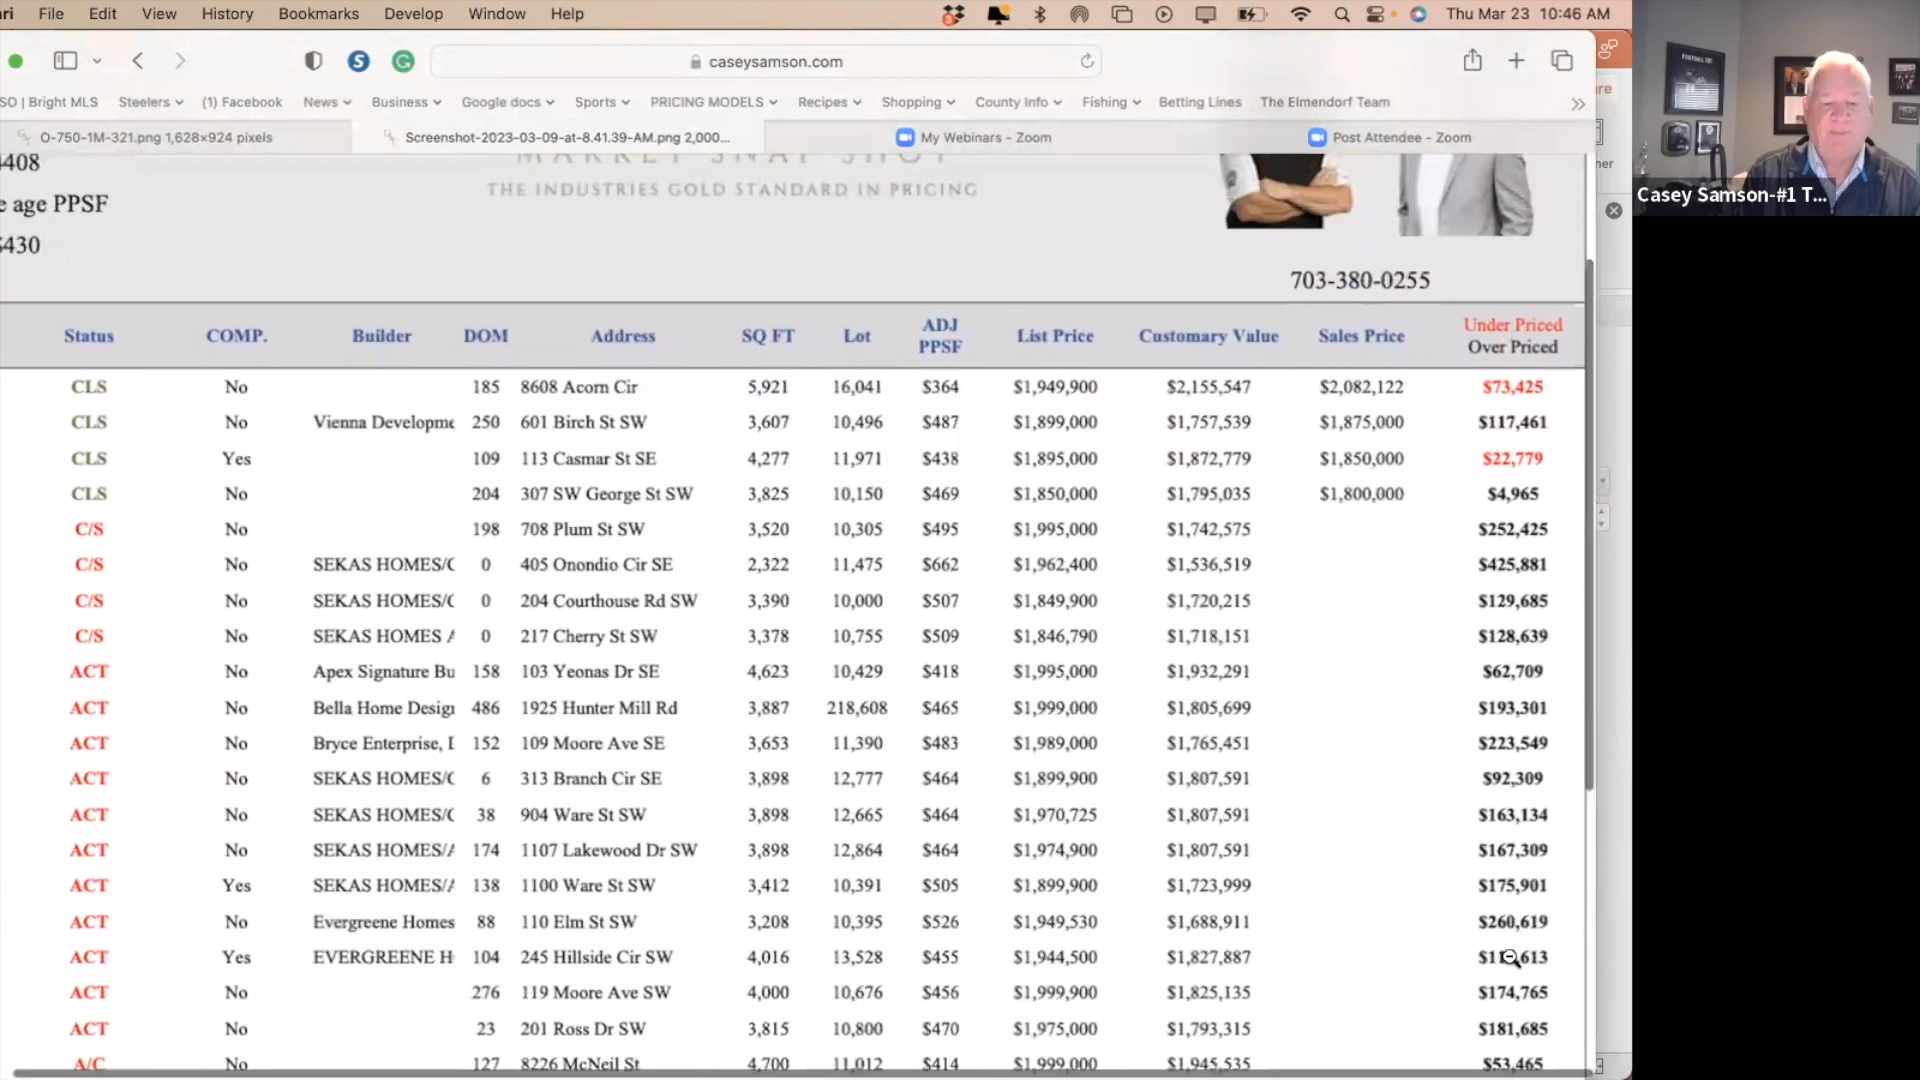 ari File Edit View History Bookmarks Develop Window Help Thu Mar 23 10:46 AM
caseysamson.com
SO | Bright MLS Steelers (1) Facebook News Business Google docs Sports PRICING MODELS Recipes Shopping County Info Fishing Betting Lines The Elmendorf Team
O-750-1M-321.png 1,628×924 pixels Screenshot-2023-03-09-at-8.41.39-AM.png 2,000... My Webinars - Zoom Post Attendee - Zoom
Casey Samson-#1 T...
4408 MARKET SNAP SHOT
THE INDUSTRIES GOLD STANDARD IN PRICING
e age PPSF
$430
703-380-0255
Status COMP. Builder DOM Address SQ FT Lot ADJ PPSF List Price Customary Value Sales Price Under Priced Over Priced
CLS No 185 8608 Acorn Cir 5,921 16,041 $364 $1,949,900 $2,155,547 $2,082,122 $73,425
CLS No Vienna Developme 250 601 Birch St SW 3,607 10,496 $487 $1,899,000 $1,757,539 $1,875,000 $117,461
CLS Yes 109 113 Casmar St SE 4,277 11,971 $438 $1,895,000 $1,872,779 $1,850,000 $22,779
CLS No 204 307 SW George St SW 3,825 10,150 $469 $1,850,000 $1,795,035 $1,800,000 $4,965
C/S No 198 708 Plum St SW 3,520 10,305 $495 $1,995,000 $1,742,575 $252,425
C/S No SEKAS HOMES/C 0 405 Onondio Cir SE 2,322 11,475 $662 $1,962,400 $1,536,519 $425,881
C/S No SEKAS HOMES/C 0 204 Courthouse Rd SW 3,390 10,000 $507 $1,849,900 $1,720,215 $129,685
C/S No SEKAS HOMES / 0 217 Cherry St SW 3,378 10,755 $509 $1,846,790 $1,718,151 $128,639
ACT No Apex Signature Bu 158 103 Yeonas Dr SE 4,623 10,429 $418 $1,995,000 $1,932,291 $62,709
ACT No Bella Home Design 486 1925 Hunter Mill Rd 3,887 218,608 $465 $1,999,000 $1,805,699 $193,301
ACT No Bryce Enterprise, I 152 109 Moore Ave SE 3,653 11,390 $483 $1,989,000 $1,765,451 $223,549
ACT No SEKAS HOMES/C 6 313 Branch Cir SE 3,898 12,777 $464 $1,899,900 $1,807,591 $92,309
ACT No SEKAS HOMES/C 38 904 Ware St SW 3,898 12,665 $464 $1,970,725 $1,807,591 $163,134
ACT No SEKAS HOMES/A 174 1107 Lakewood Dr SW 3,898 12,864 $464 $1,974,900 $1,807,591 $167,309
ACT Yes SEKAS HOMES/A 138 1100 Ware St SW 3,412 10,391 $505 $1,899,900 $1,723,999 $175,901
ACT No Evergreene Homes 88 110 Elm St SW 3,208 10,395 $526 $1,949,530 $1,688,911 $260,619
ACT Yes EVERGREENE H 104 245 Hillside Cir SW 4,016 13,528 $455 $1,944,500 $1,827,887
ACT No 276 119 Moore Ave SW 4,000 10,676 $456 $1,999,900 $1,825,135 $174,765
ACT No 23 201 Ross Dr SW 3,815 10,800 $470 $1,975,000 $1,793,315 $181,685
A/C No 127 8226 McNeil St 4,700 11,012 $414 $1,999,000 $1,945,535 $53,465